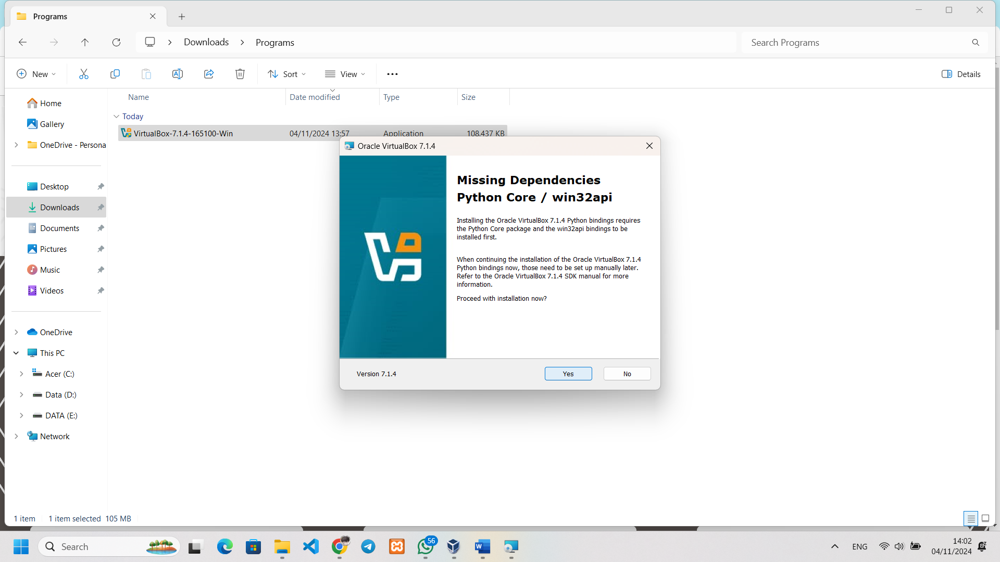 Programs
Downloads
Programs
Search Programs
New
Sort
View
Details
Name
Date modified
Type
Size
Today
VirtualBox-7.1.4-165100-Win
04/11/2024 13:57
Application
108.437 KB
Home
Gallery
OneDrive - Persona
Desktop
Downloads
Documents
Pictures
Music
Videos
OneDrive
This PC
Acer (C:)
Data (D:)
DATA (E:)
Network
Oracle VirtualBox 7.1.4
Missing Dependencies
Python Core / win32api
Installing the Oracle VirtualBox 7.1.4 Python bindings requires
the Python Core package and the win32api bindings to be
installed first.
When continuing the installation of the Oracle VirtualBox 7.1.4
Python bindings now, those need to be set up manually later.
Refer to the Oracle VirtualBox 7.1.4 SDK manual for more
information.
Proceed with installation now?
Version 7.1.4
Yes
No
1 item
1 item selected
105 MB
Search
56
ENG
14:02
04/11/2024